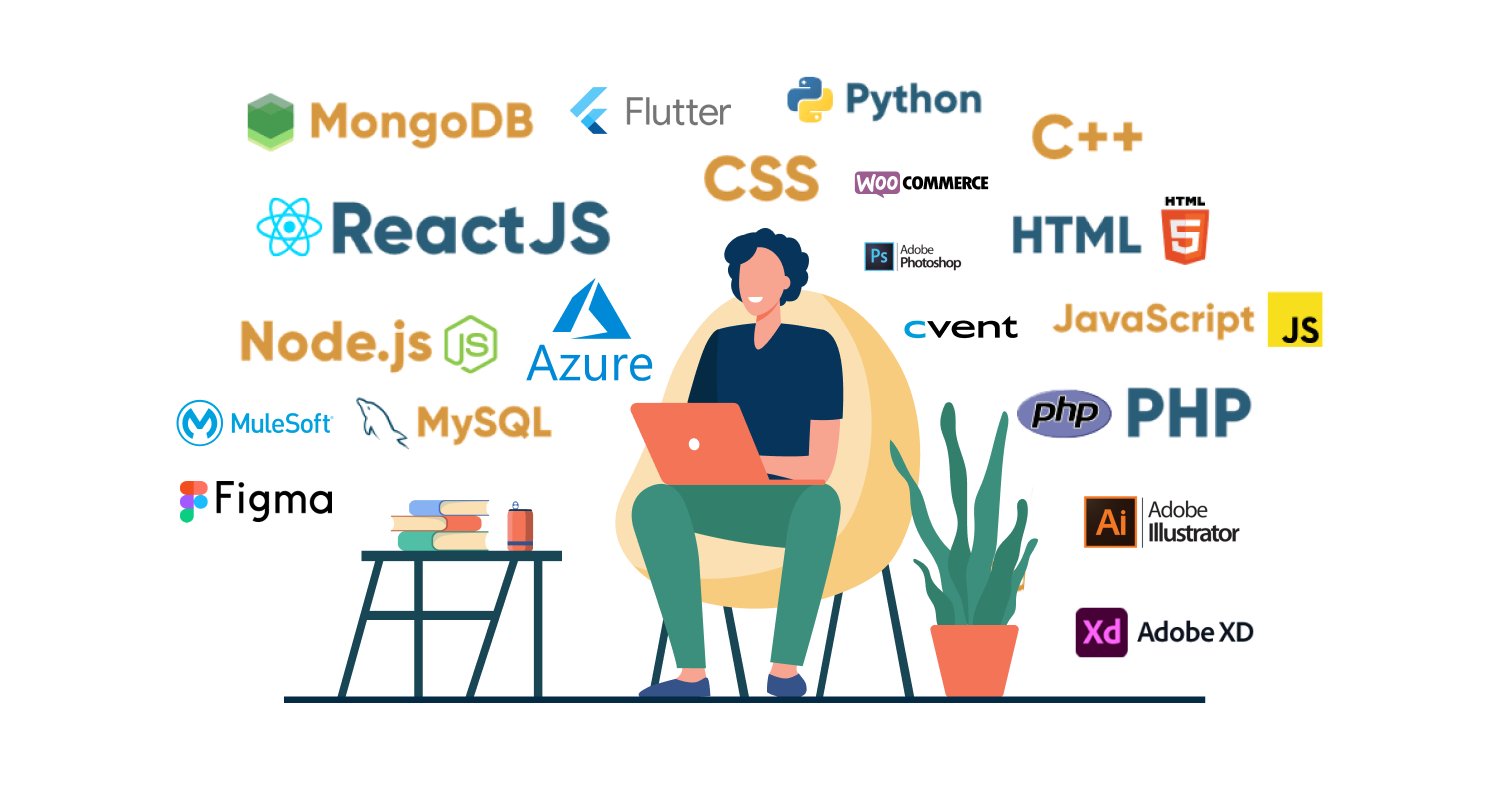 MongoDB
Flutter
Python
C++
CSS
WOO COMMERCE
ReactJS
HTML
HTML
5
Ps
Adobe
Photoshop
Node.js
JS
Azure
cvent
JavaScript
JS
MuleSoft
MySQL
php
PHP
Figma
Ai
Adobe
Illustrator
Xd
Adobe XD